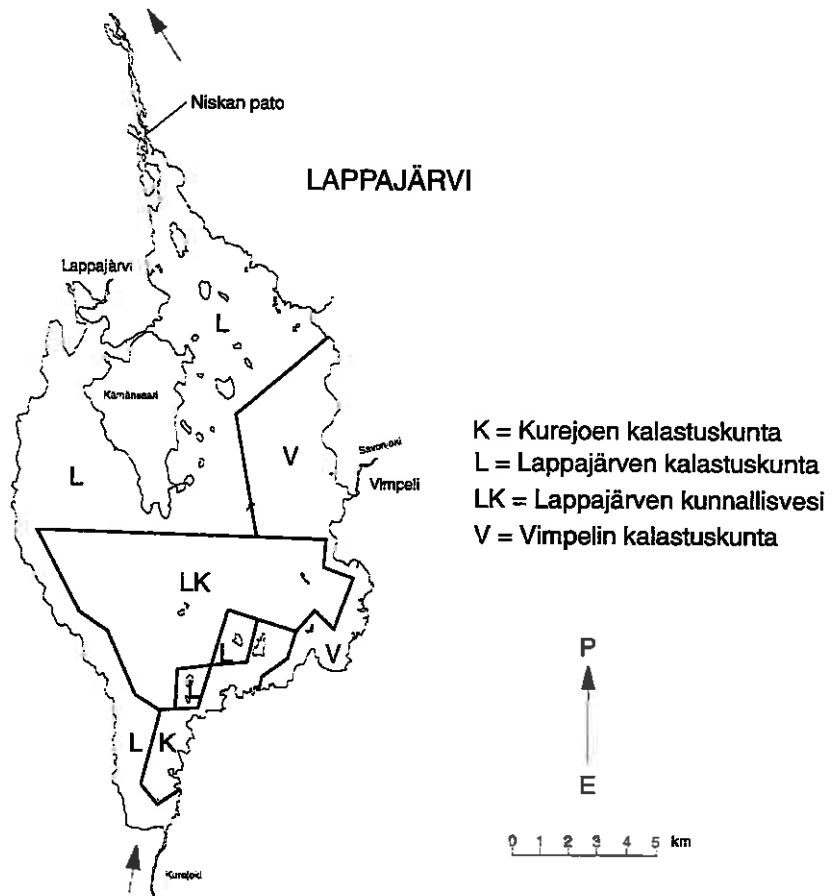 Niskan pato
LAPPAJÄRVI
Lappajärvi
L
Kärnänsaari
L
V
Savonjoki
Vimpeli
K = Kurejoen kalastuskunta
L = Lappajärven kalastuskunta
LK = Lappajärven kunnallisvesi
V = Vimpelin kalastuskunta
LK
L
V
L
L
K
P
E
0 1 2 3 4 5 km
Kurejoki